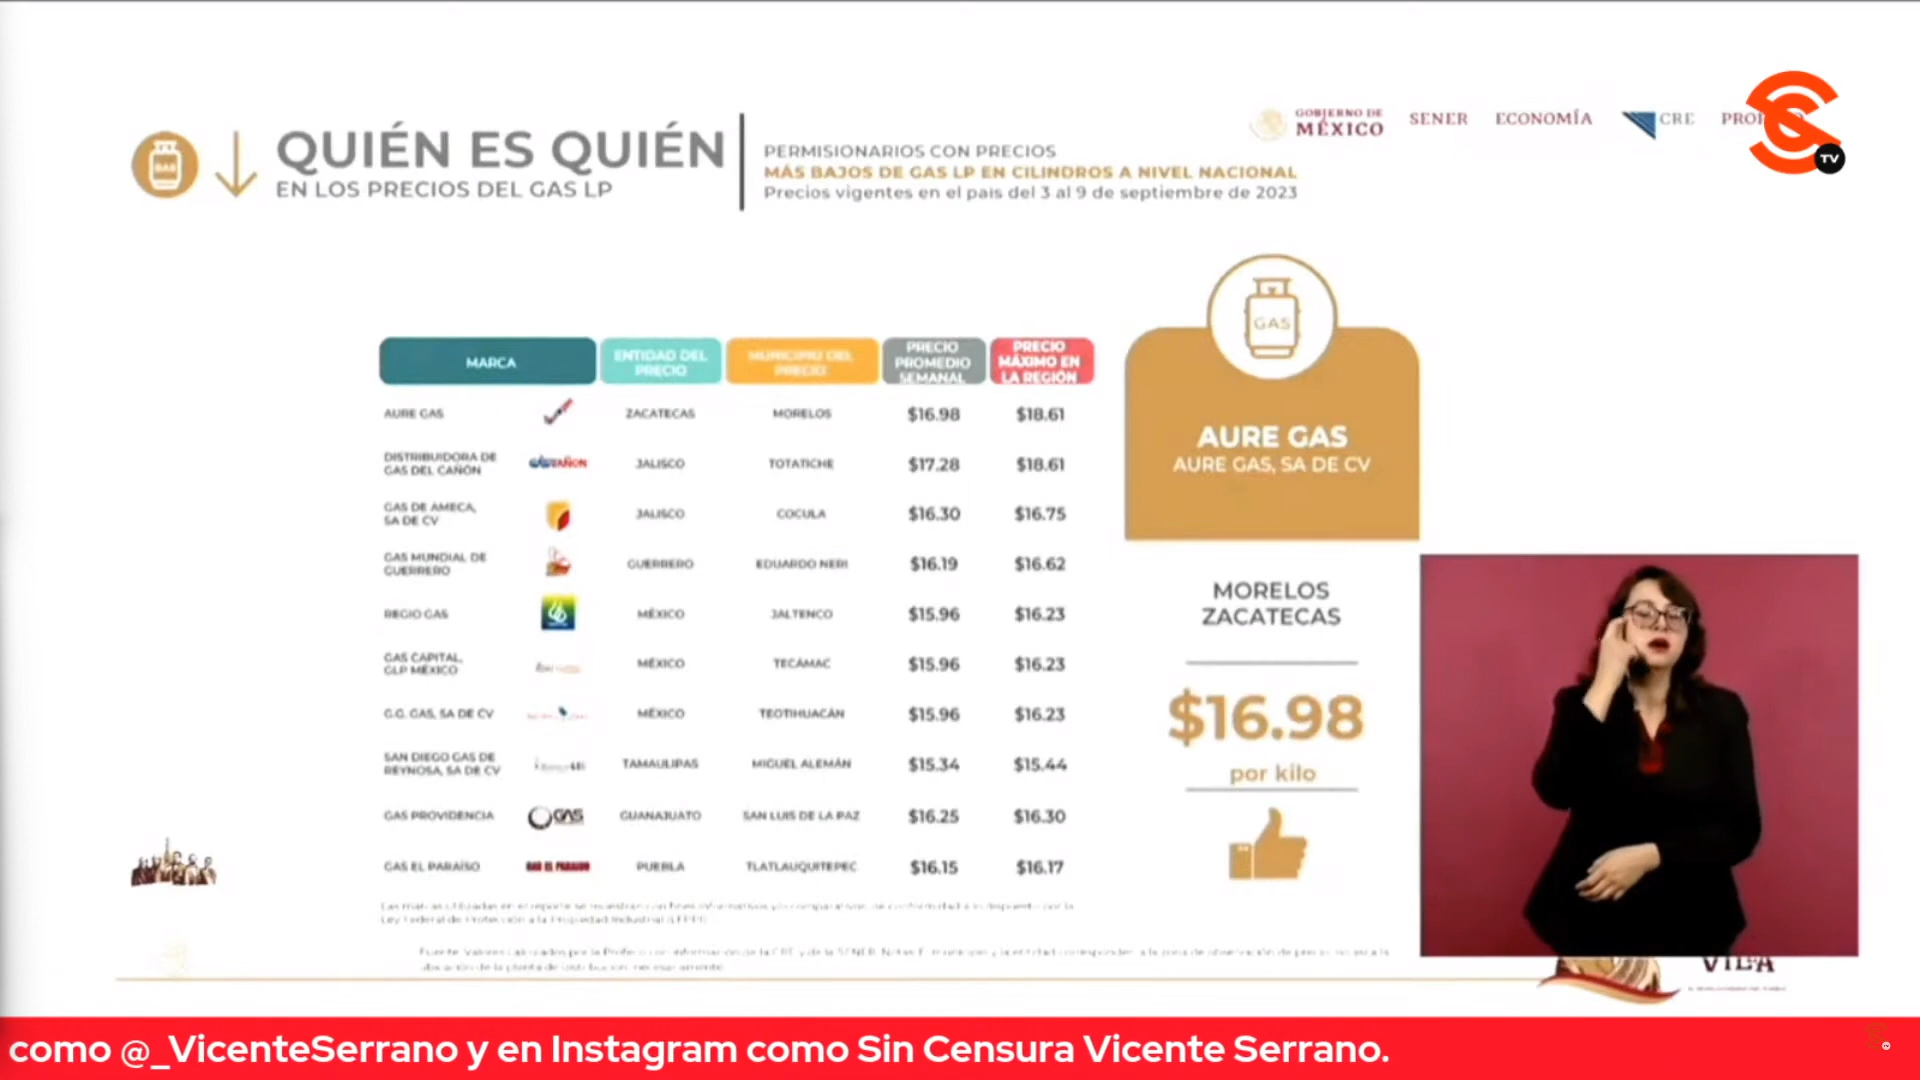 QUIÉN ES QUIÉN
EN LOS PRECIOS DEL GAS LP
PERMISIONARIOS CON PRECIOS
MÁS BAJOS DE GAS LP EN CILINDROS A NIVEL NACIONAL
Precios vigentes en el país del 3 al 9 de septiembre de 2023
GOBIERNO DE
MÉXICO
SENER
ECONOMÍA
CRE
TV
GAS
MARCA
ENTIDAD DEL
PRECIO
MUNICIPIO DEL
PRECIO
PRECIO
PROMEDIO
SEMANAL
PRECIO
MÁXIMO EN
LA REGIÓN
AURE GAS ZACATECAS MORELOS $16.98 $18.61
DISTRIBUIDORA DE
GAS DEL CAÑÓN JALISCO TOTATICHE $17.28 $18.61
GAS DE AMECA,
SA DE CV JALISCO COCULA $16.30 $16.75
GAS MUNDIAL DE
GUERRERO GUERRERO EDUARDO NERI $16.19 $16.62
REGIO GAS MÉXICO JALTENCO $15.96 $16.23
GAS CAPITAL,
GLP MÉXICO MÉXICO TECÁMAC $15.96 $16.23
G.G. GAS, SA DE CV MÉXICO TEOTIHUACÁN $15.96 $16.23
SAN DIEGO GAS DE
REYNOSA, SA DE CV TAMAULIPAS MIGUEL ALEMÁN $15.34 $15.44
GAS PROVIDENCIA GAS GUANAJUATO SAN LUIS DE LA PAZ $16.25 $16.30
GAS EL PARAÍSO GAS EL PARAISO PUEBLA TLATLAUQUITEPEC $16.15 $16.17
GAS
AURE GAS
AURE GAS, SA DE CV
MORELOS
ZACATECAS
$16.98
por kilo
VILLA
como @_VicenteSerrano y en Instagram como Sin Censura Vicente Serrano.